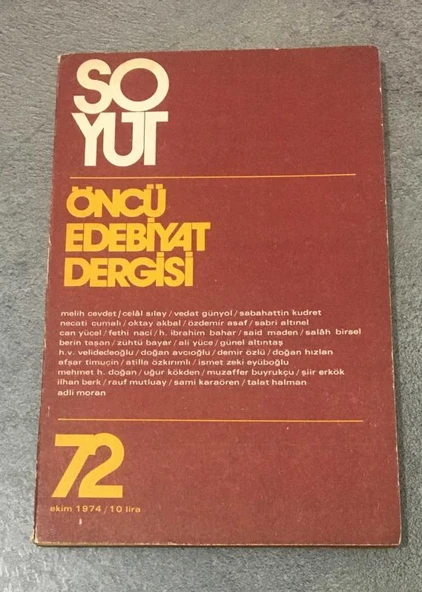 SO
YUT
ÖNCÜ
EDEBİYAT
DERGİSİ
melih cevdet/celâl sılay/vedat günyol/sabahattin kudret
necati cumalı/oktay akbal/özdemir asaf/sabri altınel
can yücel/fethi naci/h. ibrahim bahar/said maden/salâh birsel
berin taşan/zühtü bayar/ali yüce/günel altıntaş
h.v. velidedeoğlu/doğan avcıoğlu/demir özlü/doğan hızlan
afşar timuçin/atilla özkırımlı/ismet zeki eyüboğlu
mehmet h. doğan/uğur kökden/muzaffer buyrukçu/şiir erkök
ilhan berk/rauf mutluay/sami karaören/talat halman
adli moran
72
ekim 1974/10 lira